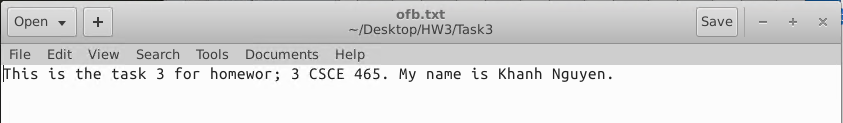 Open
ofb.txt
~/Desktop/HW3/Task3
Save
File Edit View Search Tools Documents Help
This is the task 3 for homewor; 3 CSCE 465. My name is Khanh Nguyen.